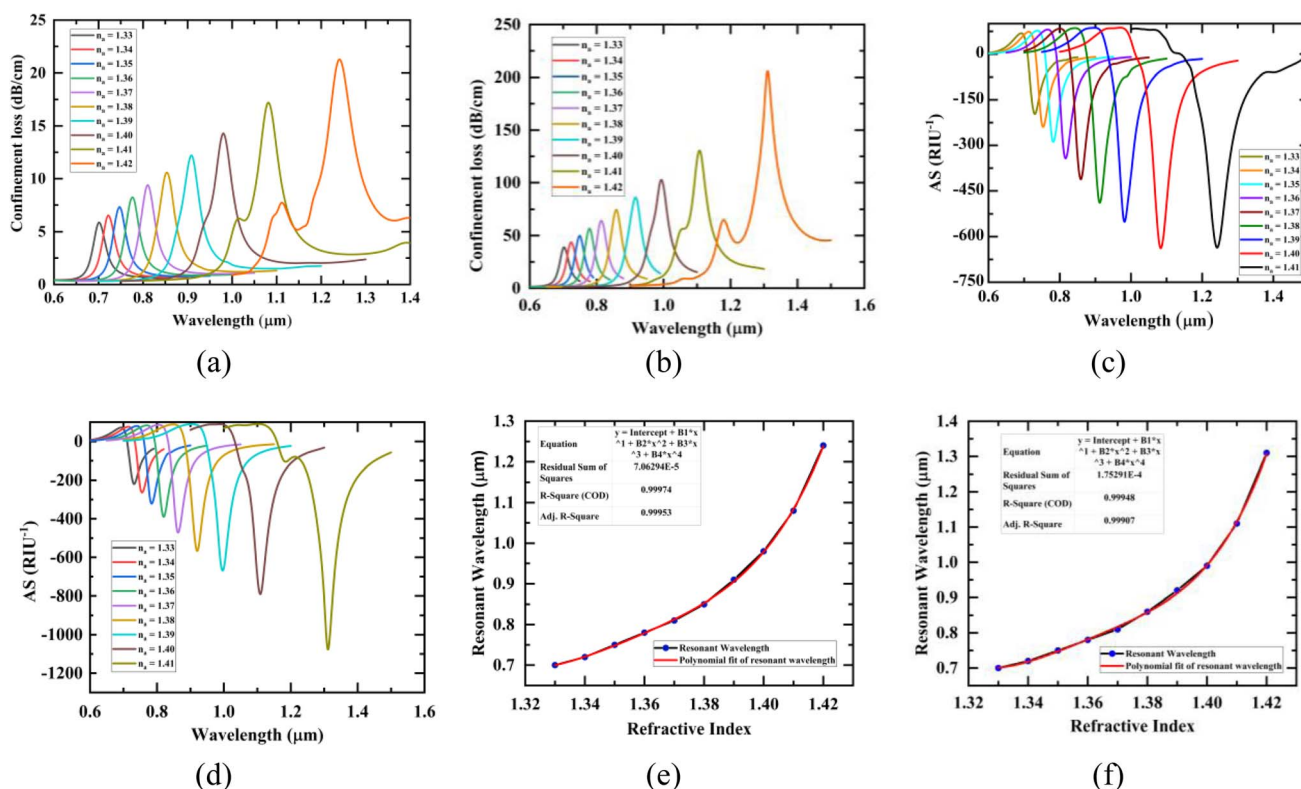 25
20
15
10
5
0
Confinement loss (dB/cm)
nₐ = 1.33
nₐ = 1.34
nₐ = 1.35
nₐ = 1.36
nₐ = 1.37
nₐ = 1.38
nₐ = 1.39
nₐ = 1.40
nₐ = 1.41
nₐ = 1.42
0.6 0.7 0.8 0.9 1.0 1.1 1.2 1.3 1.4
Wavelength (μm)
(a)
250
200
150
100
50
0
Confinement loss (dB/cm)
nₐ = 1.33
nₐ = 1.34
nₐ = 1.35
nₐ = 1.36
nₐ = 1.37
nₐ = 1.38
nₐ = 1.39
nₐ = 1.40
nₐ = 1.41
nₐ = 1.42
0.6 0.8 1.0 1.2 1.4 1.6
Wavelength (μm)
(b)
0
-150
-300
-450
-600
-750
AS (RIU⁻¹)
nₐ = 1.33
nₐ = 1.34
nₐ = 1.35
nₐ = 1.36
nₐ = 1.37
nₐ = 1.38
nₐ = 1.39
nₐ = 1.40
nₐ = 1.41
0.6 0.8 1.0 1.2 1.4
Wavelength (μm)
(c)
0
-200
-400
-600
-800
-1000
-1200
AS (RIU⁻¹)
nₐ = 1.33
nₐ = 1.34
nₐ = 1.35
nₐ = 1.36
nₐ = 1.37
nₐ = 1.38
nₐ = 1.39
nₐ = 1.40
nₐ = 1.41
0.6 0.8 1.0 1.2 1.4 1.6
Wavelength (μm)
(d)
1.3
1.2
1.1
1.0
0.9
0.8
0.7
Resonant Wavelength (μm)
Equation y = Intercept + B1*x
^1 + B2*x^2 + B3*x
^3 + B4*x^4
Residual Sum of
Squares 7.06294E-5
R-Square (COD) 0.99974
Adj. R-Square 0.99953
Resonant Wavelength
Polynomial fit of resonant wavelength
1.32 1.34 1.36 1.38 1.40 1.42
Refractive Index
(e)
1.4
1.3
1.2
1.1
1.0
0.9
0.8
0.7
Resonant Wavelength (μm)
Equation y = Intercept + B1*x
^1 + B2*x^2 + B3*x
^3 + B4*x^4
Residual Sum of
Squares 1.75291E-4
R-Square (COD) 0.99948
Adj. R-Square 0.99907
Resonant Wavelength
Polynomial fit of resonant wavelength
1.32 1.34 1.36 1.38 1.40 1.42
Refractive Index
(f)